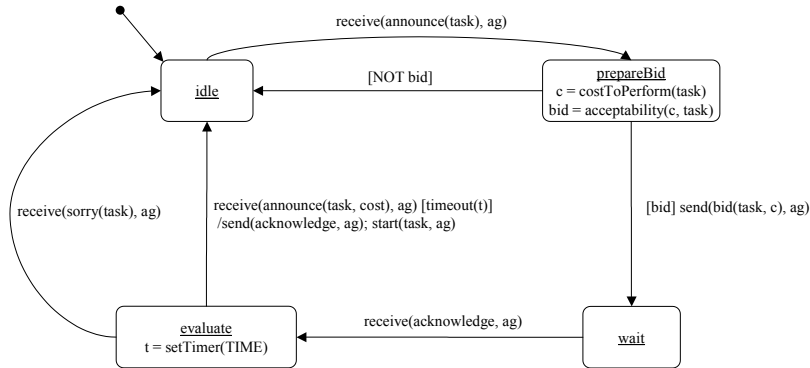 receive(announce(task), ag)
idle
[NOT bid]
prepareBid
c = costToPerform(task)
bid = acceptability(c, task)
receive(sorry(task), ag)
receive(announce(task, cost), ag) [timeout(t)]
/send(acknowledge, ag); start(task, ag)
[bid] send(bid(task, c), ag)
evaluate
t = setTimer(TIME)
receive(acknowledge, ag)
wait